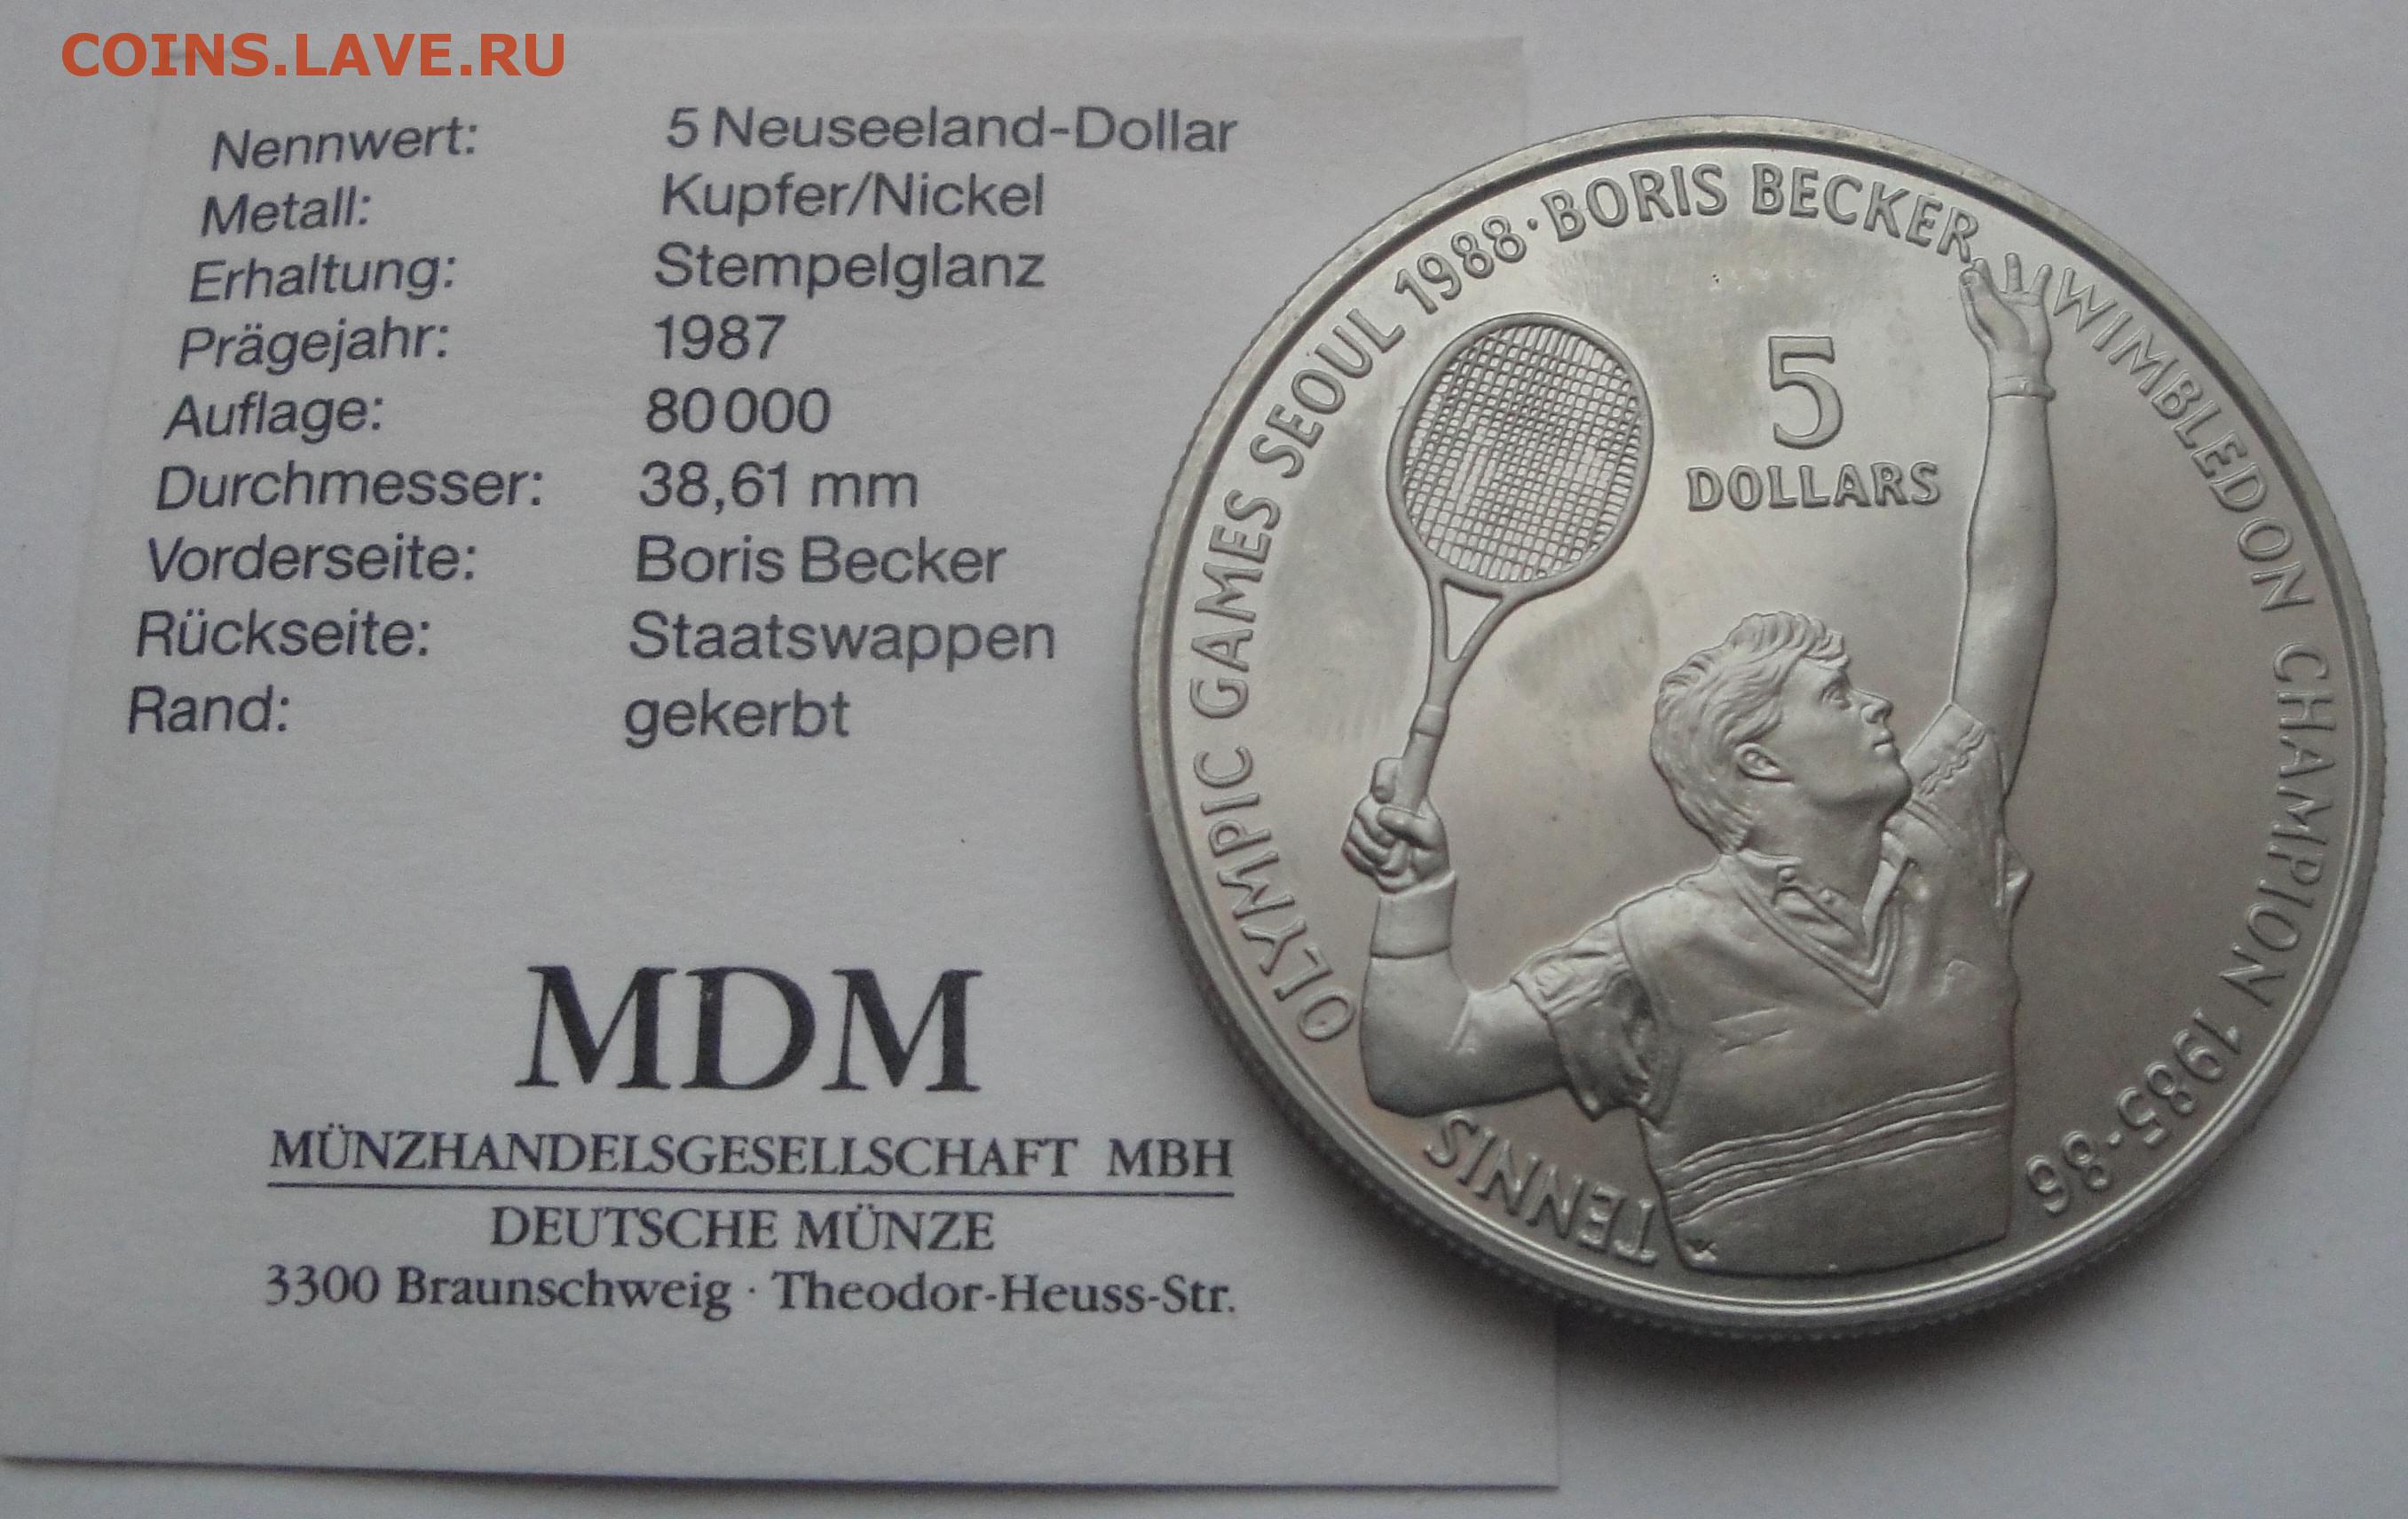 COINS.LAVE.RU
Nennwert: 5 Neuseeland-Dollar
Metall: Kupfer/Nickel
Erhaltung: Stempelglanz
Prägejahr: 1987
Auflage: 80 000
Durchmesser: 38,61 mm
Vorderseite: Boris Becker
Rückseite: Staatswappen
Rand: gekerbt
MDM
MÜNZHANDELSGESELLSCHAFT MBH
DEUTSCHE MÜNZE
3300 Braunschweig · Theodor-Heuss-Str.
TENNIS OLYMPIC GAMES SEOUL 1988·BORIS BECKER WIMBLEDON CHAMPION 1985-86
5
DOLLARS